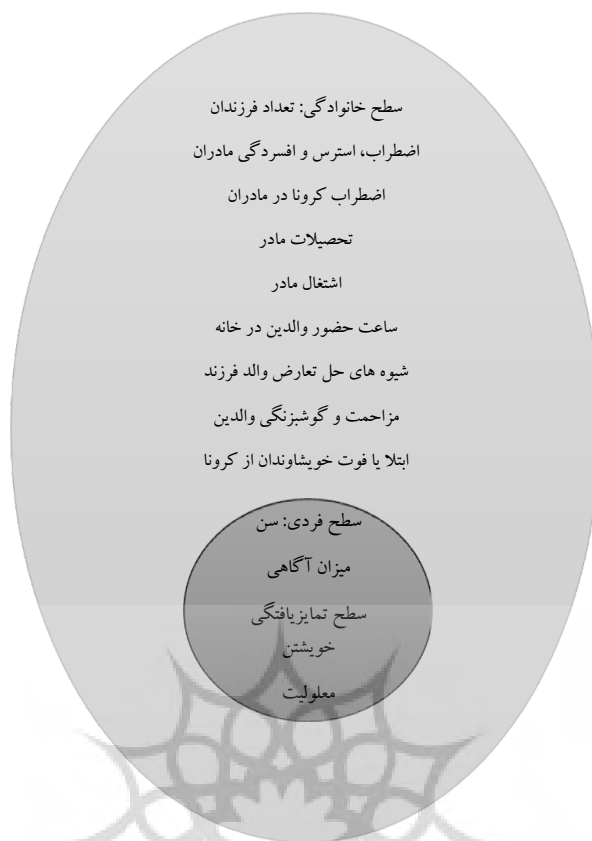 سطح خانوادگی: تعداد فرزندان
اضطراب، استرس و افسردگی مادران
اضطراب کرونا در مادران
تحصیلات مادر
اشتغال مادر
ساعت حضور والدین در خانه
شیوه های حل تعارض والد فرزند
مزاحمت و گوشبزنگی والدین
ابتلا یا فوت خویشاوندان از کرونا
سطح فردی: سن
میزان آگاهی
سطح تمایزیافتگی
خویشتن
معلولیت